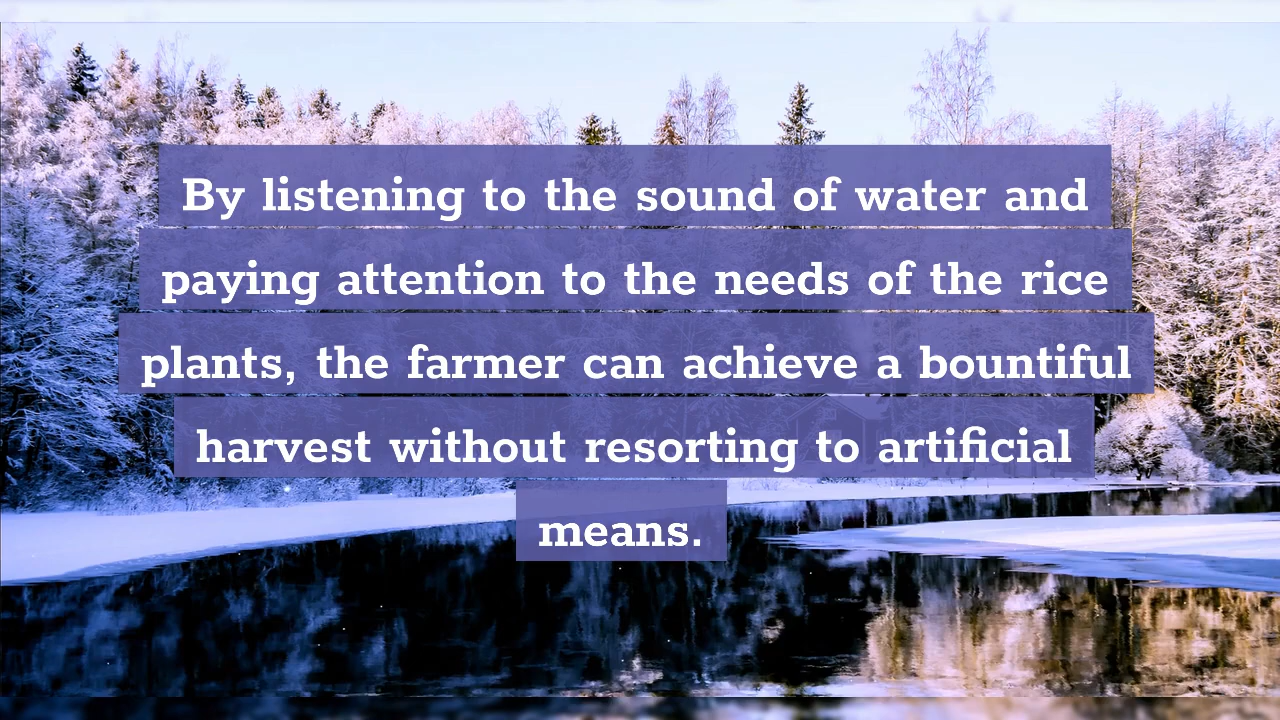 By listening to the sound of water and
paying attention to the needs of the rice
plants, the farmer can achieve a bountiful
harvest without resorting to artificial
means.